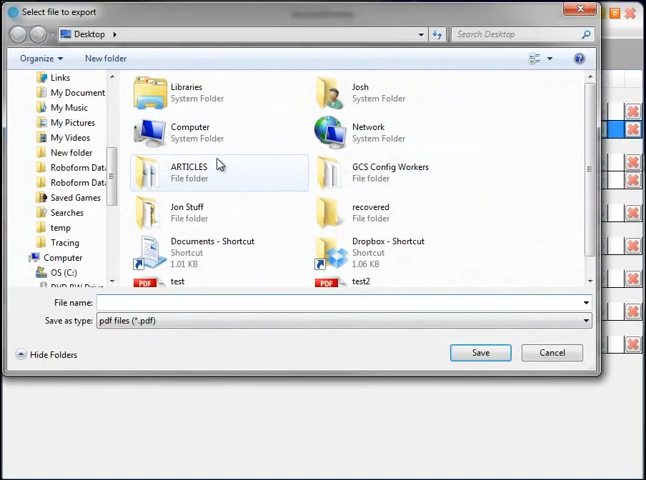 Select file to export
Desktop
Search Desktop
Organize
New folder
Links
My Document
My Music
My Pictures
My Videos
New folder
Roboform Data
Roboform Data
Saved Games
Searches
temp
Tracing
Computer
OS (C:)
Libraries
System Folder
Josh
System Folder
Computer
System Folder
Network
System Folder
ARTICLES
File folder
GCS Config Workers
File folder
Jon Stuff
File folder
recovered
File folder
Documents - Shortcut
Shortcut
1.01 KB
Dropbox - Shortcut
Shortcut
1.06 KB
PDF
test
PDF
test2
File name:
Save as type:
pdf files (*.pdf)
Hide Folders
Save
Cancel